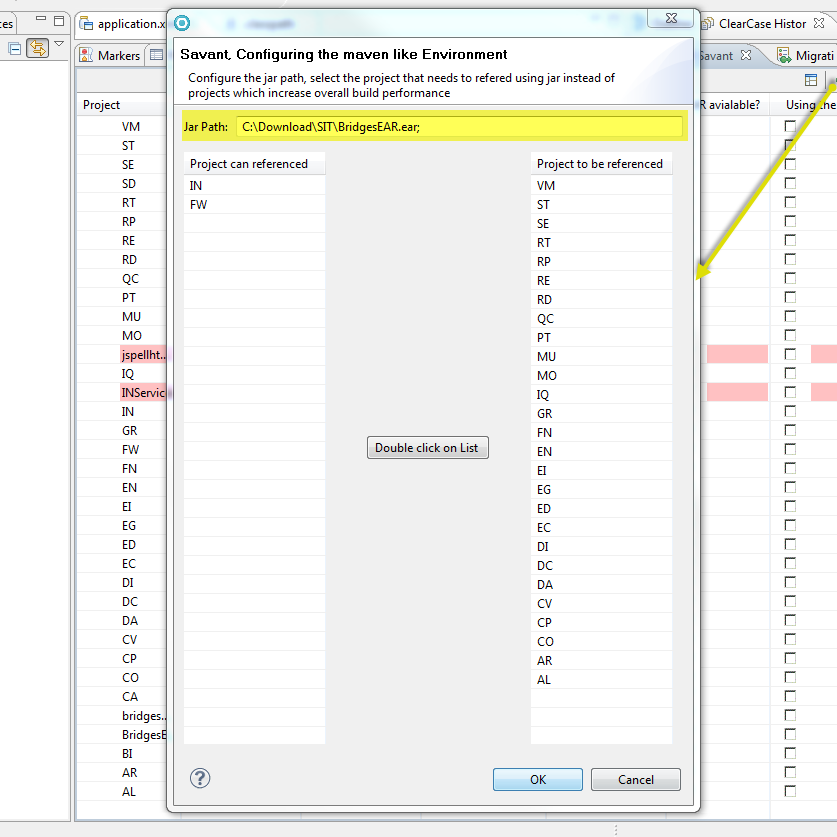 ces
application.x
ClearCase Histor
Markers
Savant
Migrati
Savant, Configuring the maven like Environment
Configure the jar path, select the project that needs to refered using jar instead of
projects which increase overall build performance
Jar Path: C:\Download\SIT\BridgesEAR.ear;
Project can referenced
IN
FW
Double click on List
Project to be referenced
VM
ST
SE
RT
RP
RE
RD
QC
PT
MU
MO
IQ
GR
FN
EN
EI
EG
ED
EC
DI
DC
DA
CV
CP
CO
AR
AL
?
OK
Cancel
Project
R avialable?
Using the
VM
ST
SE
SD
RT
RP
RE
RD
QC
PT
MU
MO
jspellht..
IQ
INServic
IN
GR
FW
FN
EN
EI
EG
ED
EC
DI
DC
DA
CV
CP
CO
CA
bridges..
BridgesE
BI
AR
AL